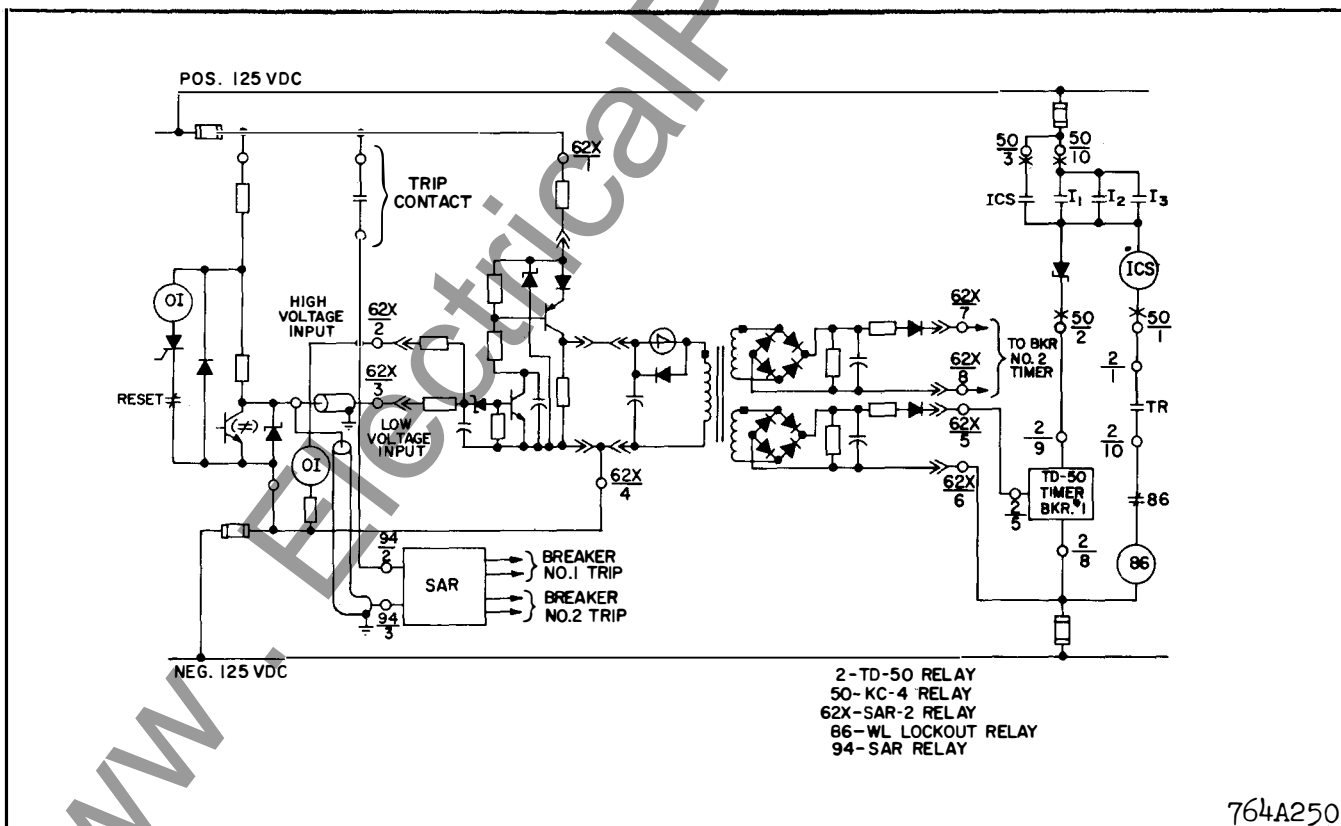 POS. 125 VDC
62X
1
50
3
50
10
TRIP
CONTACT
ICS
I1
I2
I3
OI
HIGH
VOLTAGE
INPUT
62X
2
ICS
62X
7
TO BKR
NO. 2
TIMER
50
2
50
1
RESET
(≠)
62X
3
LOW
VOLTAGE
INPUT
62X
8
2
1
TR
OI
62X
5
2
9
2
10
62X
4
62X
6
TD-50
TIMER
BKR. #1
2
5
86
94
2
SAR
BREAKER
NO.1 TRIP
2
8
86
BREAKER
NO.2 TRIP
94
3
NEG. 125 VDC
2-TD-50 RELAY
50-KC-4 RELAY
62X-SAR-2 RELAY
86-WL LOCKOUT RELAY
94-SAR RELAY
764A250
www. ElectricalP